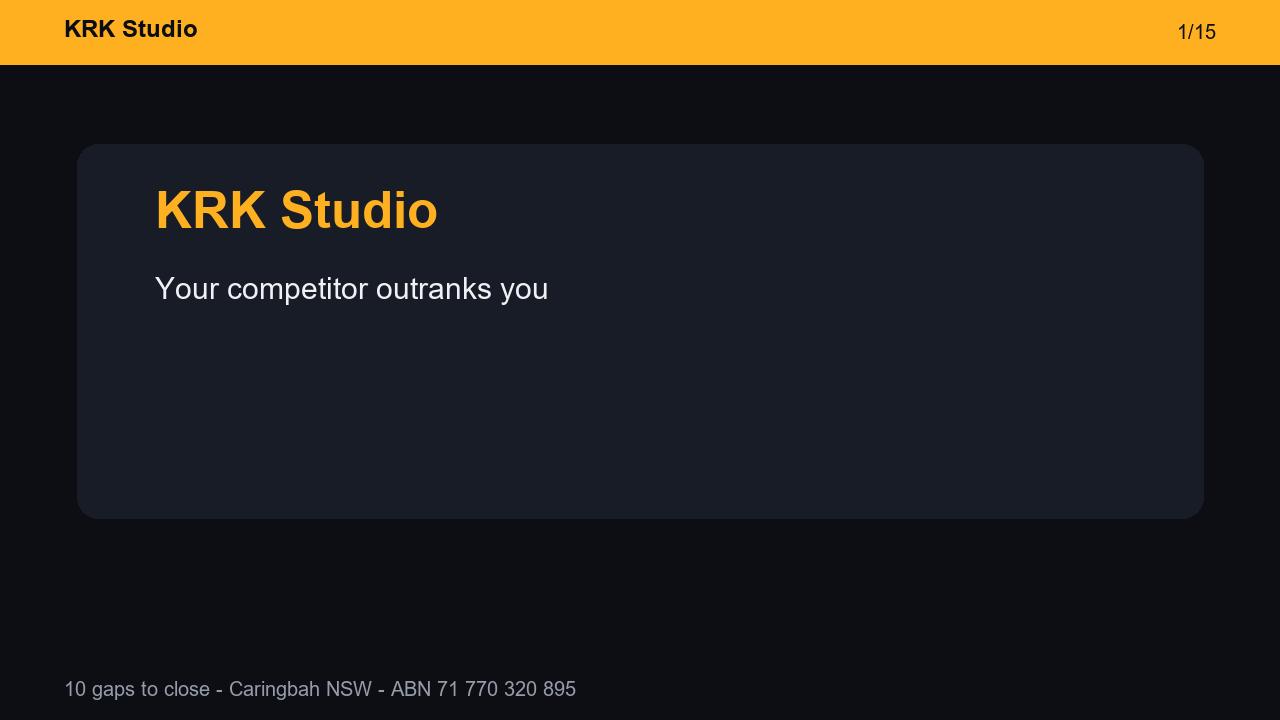 KRK Studio
1/15
KRK Studio
Your competitor outranks you
10 gaps to close - Caringbah NSW - ABN 71 770 320 895